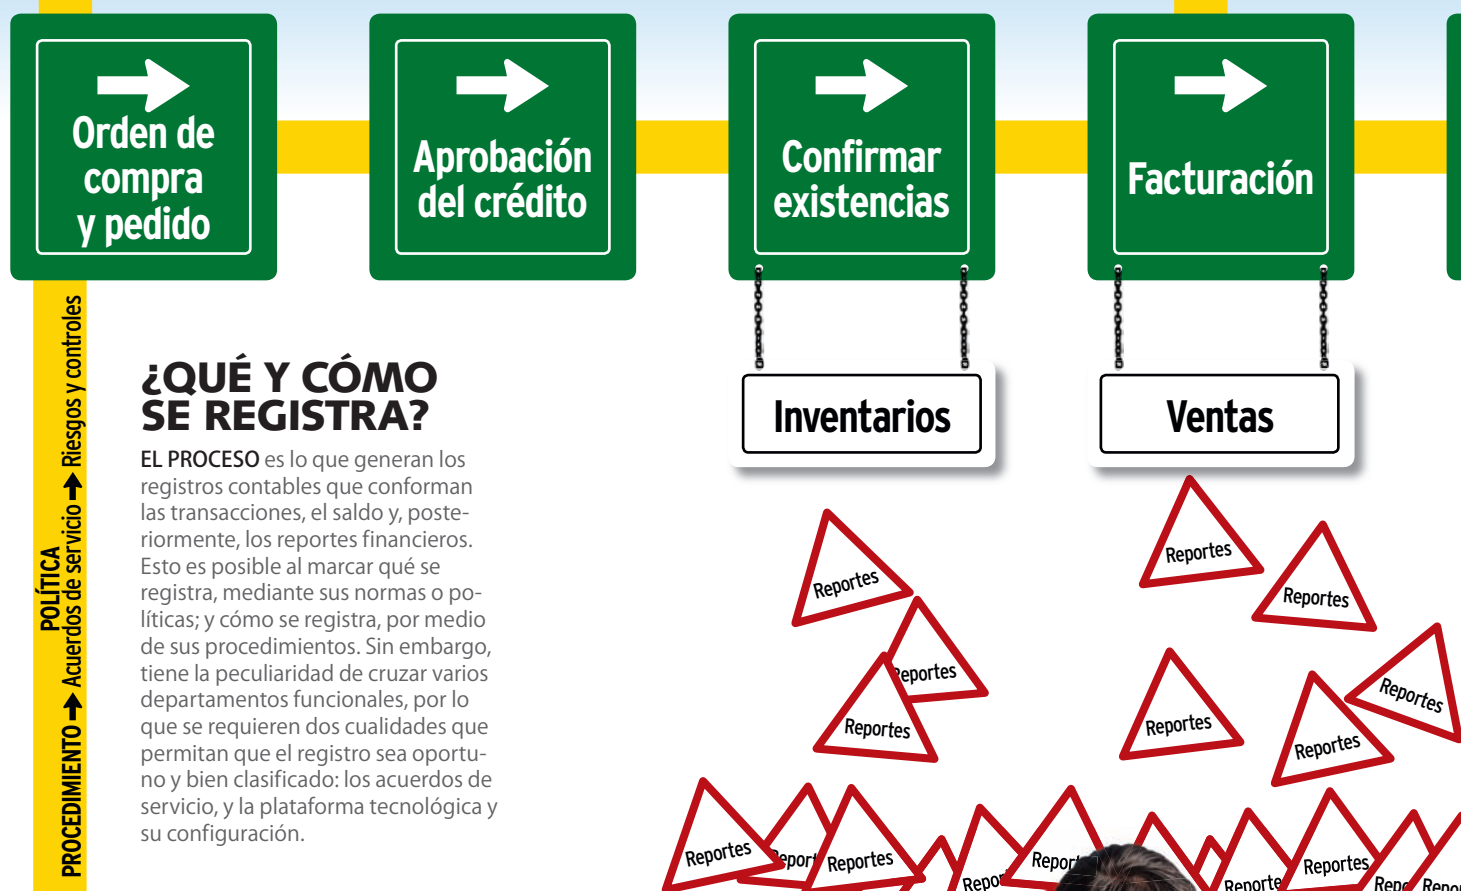 Orden de
compra
y pedido
Aprobación
del crédito
Confirmar
existencias
Facturación
Inventarios
Ventas
POLÍTICA
PROCEDIMIENTO → Acuerdos de servicio → Riesgos y controles
¿QUÉ Y CÓMO
SE REGISTRA?
EL PROCESO es lo que generan los
registros contables que conforman
las transacciones, el saldo y, poste-
riormente, los reportes financieros.
Esto es posible al marcar qué se
registra, mediante sus normas o po-
líticas; y cómo se registra, por medio
de sus procedimientos. Sin embargo,
tiene la peculiaridad de cruzar varios
departamentos funcionales, por lo
que se requieren dos cualidades que
permitan que el registro sea oportu-
no y bien clasificado: los acuerdos de
servicio, y la plataforma tecnológica y
su configuración.
Reportes
Reportes
Reportes
Reportes
Reportes
Reportes
Reportes
Reportes
Reportes
Reportes
Reportes